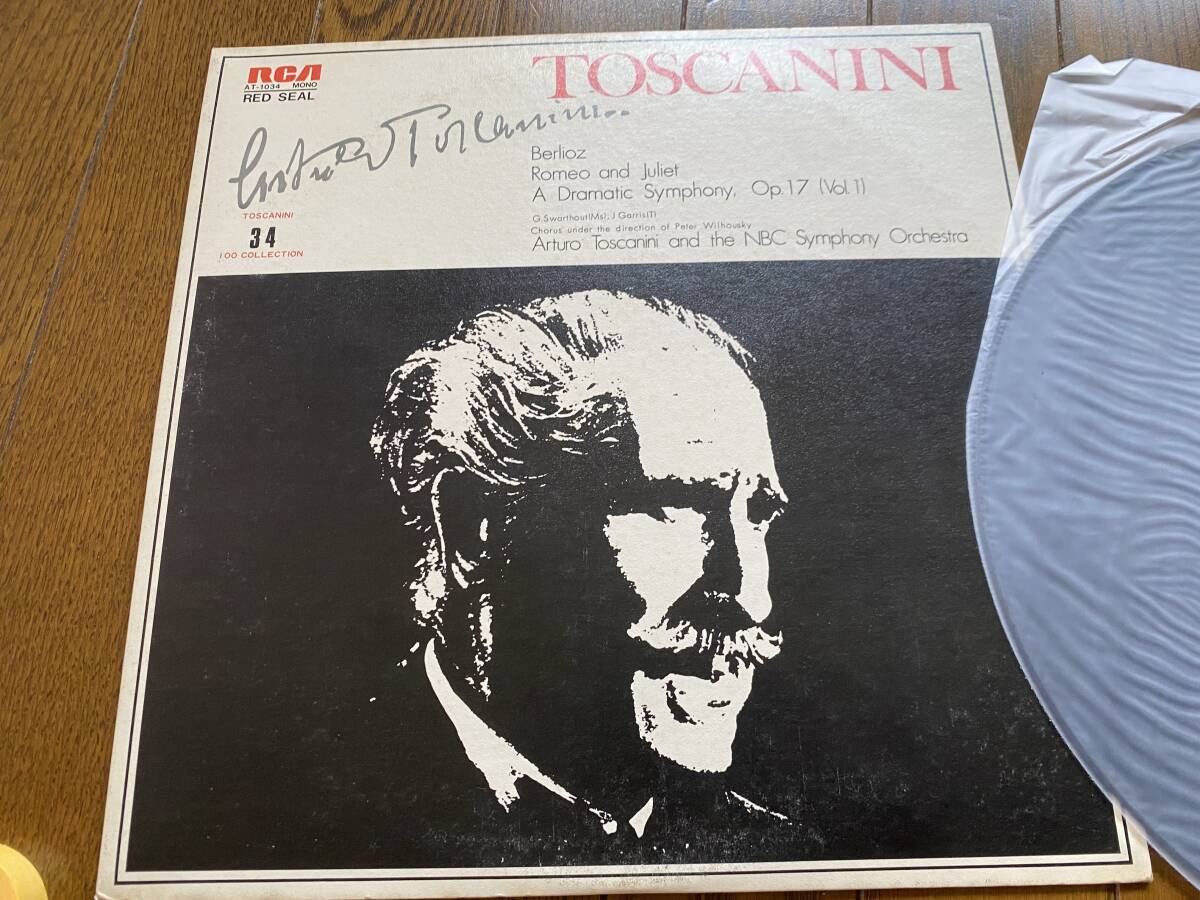 RCA
AT-1034 MONO
RED SEAL
TOSCANINI
Arturo Toscanini..
TOSCANINI
34
100 COLLECTION
Berlioz
Romeo and Juliet
A Dramatic Symphony, Op.17 (Vol.1)
G.Swarthout(Ms); J Garris(T)
Chorus under the direction of Peter Wilhousky
Arturo Toscanini and the NBC Symphony Orchestra